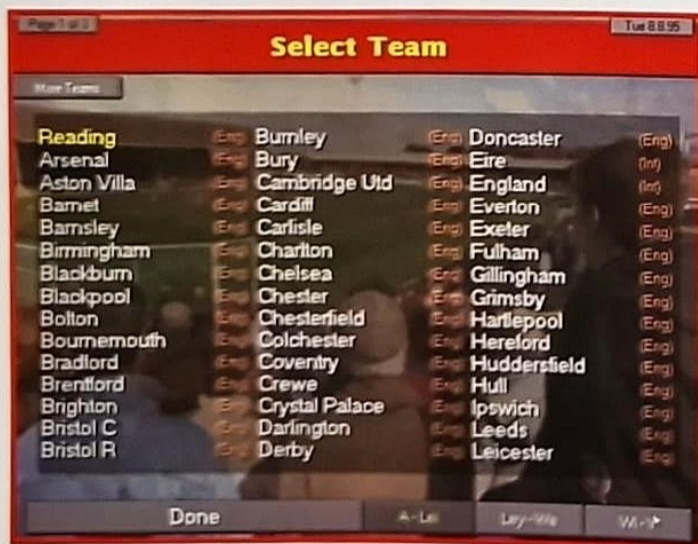 Page 1 of 3
Tue 8.8.95
Select Team
More Teams
Reading (Eng) Burnley (Eng) Doncaster (Eng)
Arsenal (Eng) Bury (Eng) Eire (Int)
Aston Villa (Eng) Cambridge Utd (Eng) England (Int)
Barnet (Eng) Cardiff (Eng) Everton (Eng)
Barnsley (Eng) Carlisle (Eng) Exeter (Eng)
Birmingham (Eng) Charlton (Eng) Fulham (Eng)
Blackburn (Eng) Chelsea (Eng) Gillingham (Eng)
Blackpool (Eng) Chester (Eng) Grimsby (Eng)
Bolton (Eng) Chesterfield (Eng) Hartlepool (Eng)
Bournemouth (Eng) Colchester (Eng) Hereford (Eng)
Bradford (Eng) Coventry (Eng) Huddersfield (Eng)
Brentford (Eng) Crewe (Eng) Hull (Eng)
Brighton (Eng) Crystal Palace (Eng) Ipswich (Eng)
Bristol C (Eng) Darlington (Eng) Leeds (Eng)
Bristol R (Eng) Derby (Eng) Leicester (Eng)
Done A-Lei Ley-We